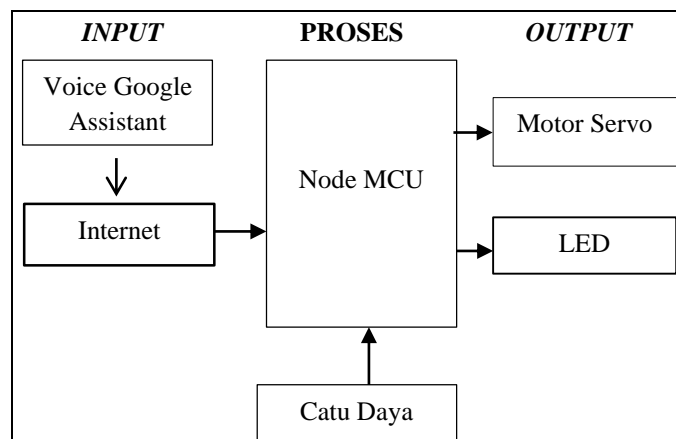 INPUT
PROSES
OUTPUT
Voice Google
Assistant
Internet
Node MCU
Motor Servo
LED
Catu Daya